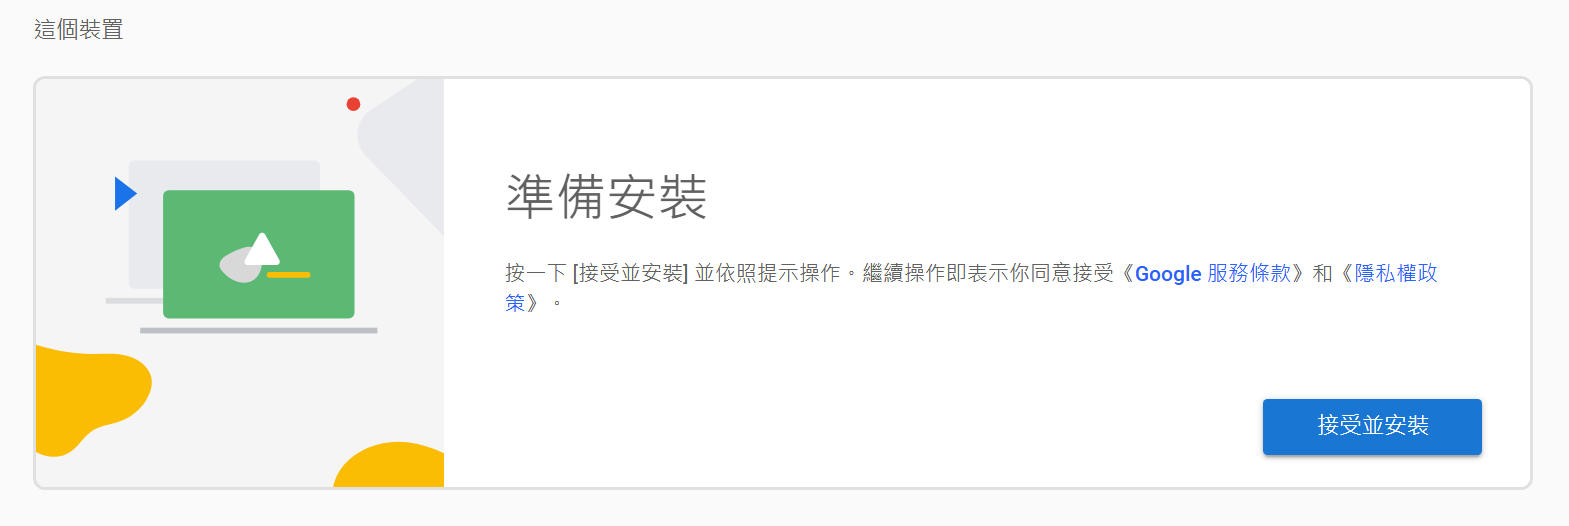 這個裝置
準備安裝
按一下 [接受並安裝] 並依照提示操作。繼續操作即表示你同意接受《Google 服務條款》和《隱私權政
策》。
接受並安裝